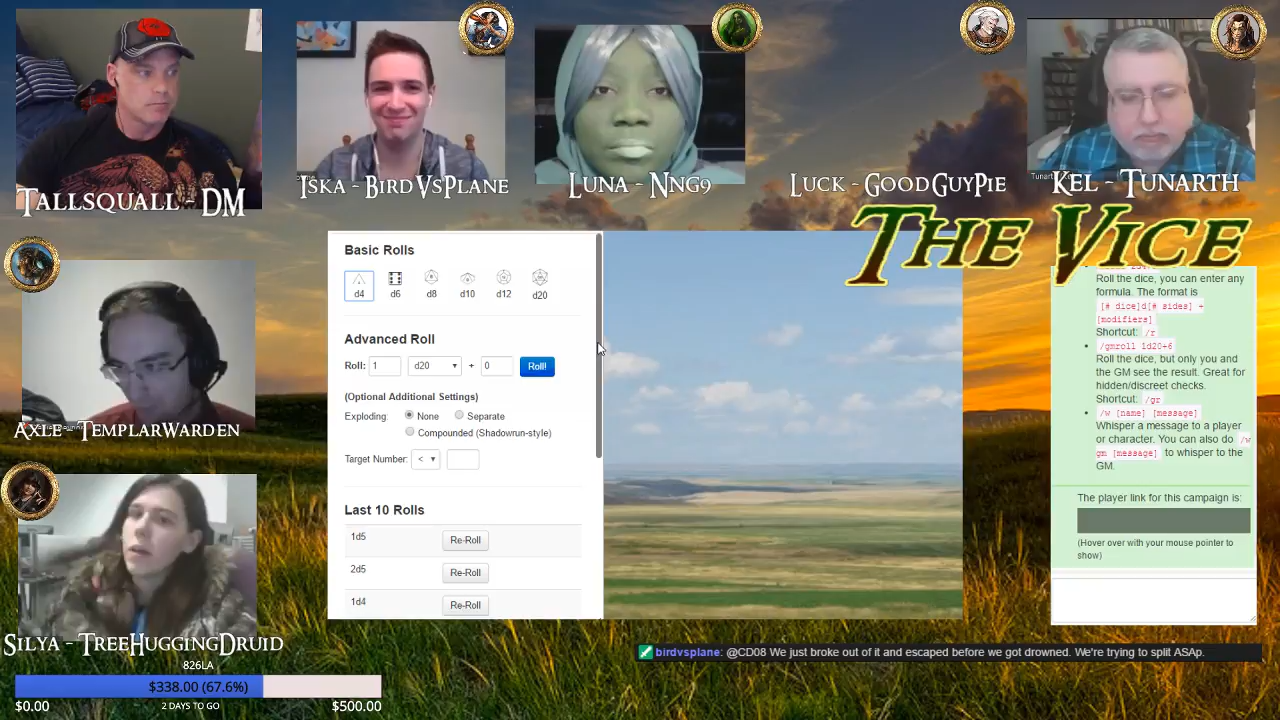 TALLSQUALL - DM
ISKA - BIRDVSPLANE
LUNA - NNG9
LUCK - GOODGUYPIE
KEL - TUNARTH
THE VICE
AXLE - TEMPLARWARDEN
SILYA - TREEHUGGINGDRUID
826LA
$338.00 (67.6%)
$0.00
2 DAYS TO GO
$500.00
Basic Rolls
d4 d6 d8 d10 d12 d20
Advanced Roll
Roll: 1 d20 + 0 Roll!
(Optional Additional Settings)
Exploding: None Separate
Compounded (Shadowrun-style)
Target Number: <
Last 10 Rolls
1d5 Re-Roll
2d5 Re-Roll
1d4 Re-Roll
Roll the dice, you can enter any
formula. The format is
[# dice]d[# sides] +
[modifiers]
Shortcut: /r
/gmroll 1d20+6
Roll the dice, but only you and
the GM see the result. Great for
hidden/discreet checks.
Shortcut: /gr
/w [name] [message]
Whisper a message to a player
or character. You can also do /w
gm [message] to whisper to the
GM.
The player link for this campaign is:
(Hover over with your mouse pointer to
show)
birdvsplane: @CD08 We just broke out of it and escaped before we got drowned. We're trying to split ASAp.